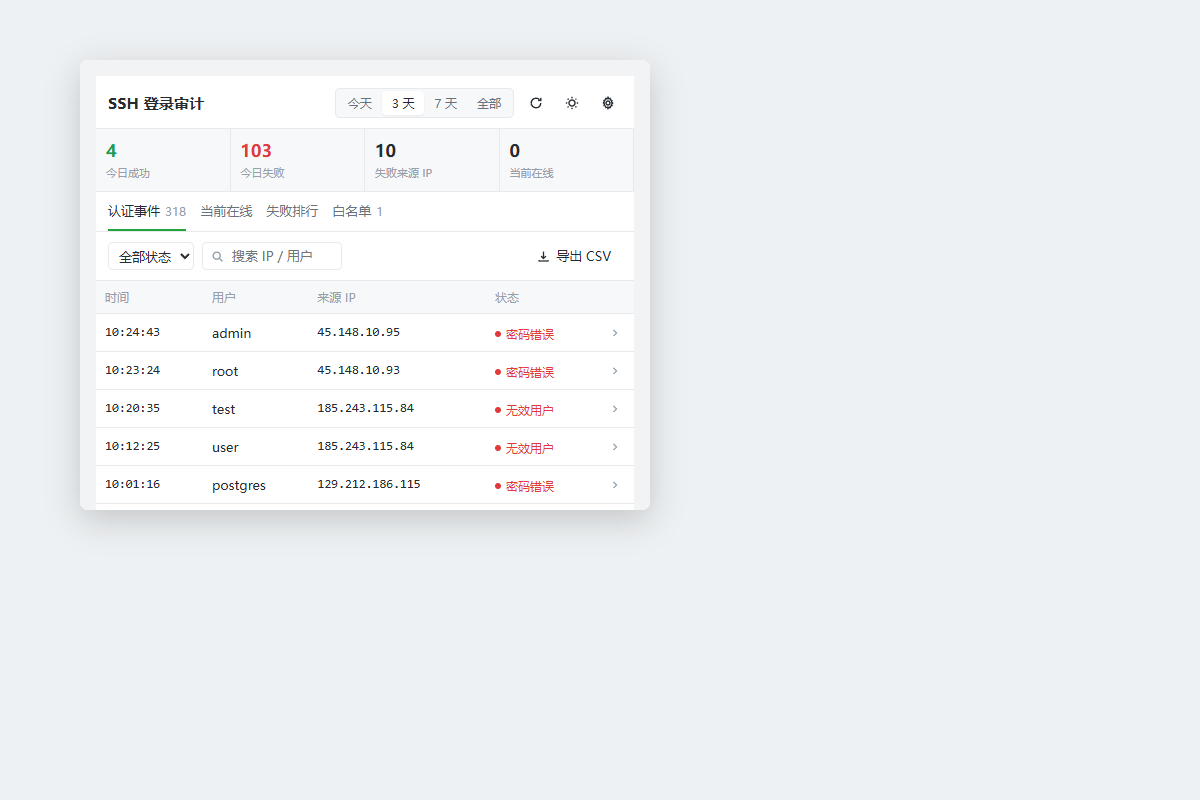 SSH 登录审计 今天 3 天 7 天 全部
4 103 10 0
今日成功 今日失败 失败来源 IP 当前在线
认证事件 318 当前在线 失败排行 白名单 1
全部状态 搜索 IP / 用户 导出 CSV
时间 用户 来源 IP 状态
10:24:43 admin 45.148.10.95 密码错误
10:23:24 root 45.148.10.93 密码错误
10:20:35 test 185.243.115.84 无效用户
10:12:25 user 185.243.115.84 无效用户
10:01:16 postgres 129.212.186.115 密码错误